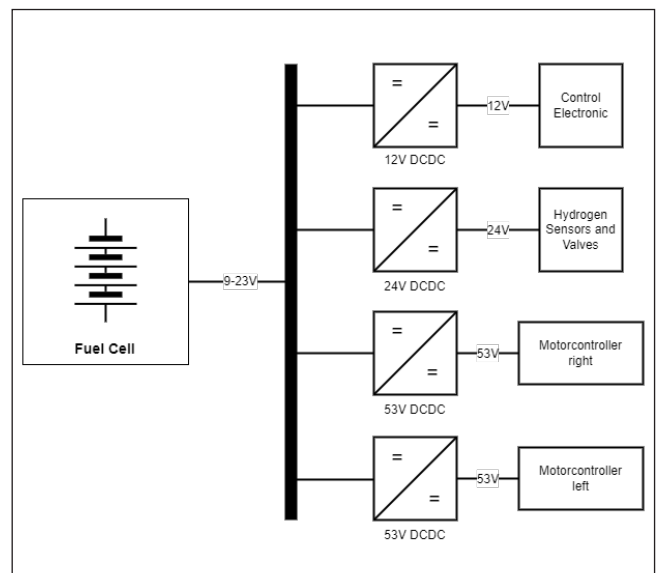 Fuel Cell
9-23V
12V DCDC
12V
Control
Electronic
24V DCDC
24V
Hydrogen
Sensors and
Valves
53V DCDC
53V
Motorcontroller
right
53V DCDC
53V
Motorcontroller
left